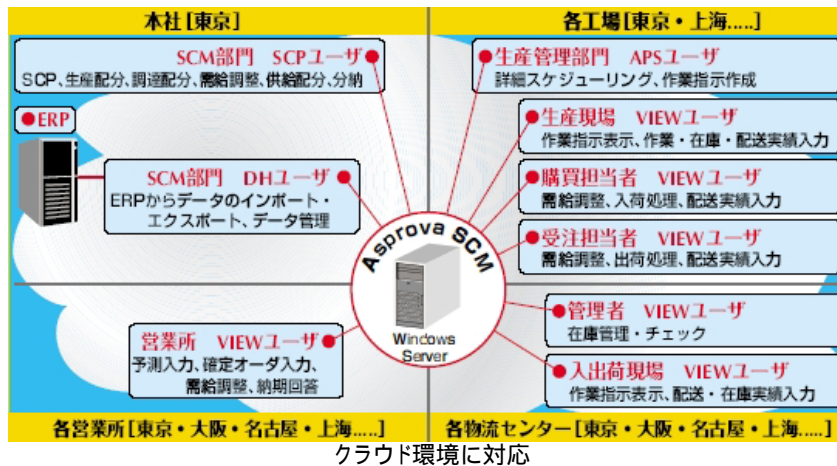 本社[東京]
SCM部門 SCPユーザ
SCP、生産配分、調達配分、需給調整、供給配分、分納
ERP
SCM部門 DHユーザ
ERPからデータのインポート・
エクスポート、データ管理
営業所 VIEWユーザ
予測入力、確定オーダ入力、
需給調整、納期回答
各営業所[東京・大阪・名古屋・上海.....]
Asprova SCM
Windows
Server
各工場[東京・上海.....]
生産管理部門 APSユーザ
詳細スケジューリング、作業指示作成
生産現場 VIEWユーザ
作業指示表示、作業・在庫・配送実績入力
購買担当者 VIEWユーザ
需給調整、入荷処理、配送実績入力
受注担当者 VIEWユーザ
需給調整、出荷処理、配送実績入力
管理者 VIEWユーザ
在庫管理・チェック
入出荷現場 VIEWユーザ
作業指示表示、配送・在庫実績入力
各物流センター[東京・大阪・名古屋・上海.....]
クラウド環境に対応